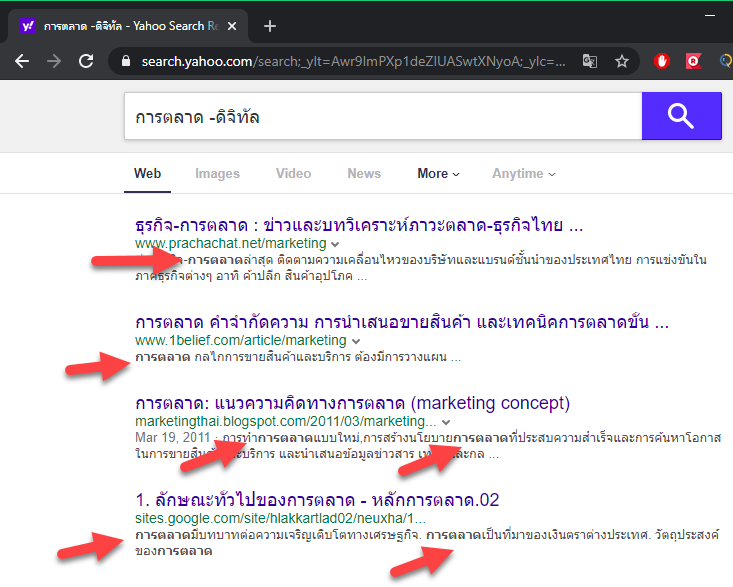 การตลาด -ดิจิทัล - Yahoo Search Re
search.yahoo.com/search;_ylt=Awr9ImPXp1deZIUASwtXNyoA;_ylc=...
การตลาด -ดิจิทัล
Web Images Video News More Anytime
ธุรกิจ-การตลาด : ข่าวและบทวิเคราะห์ภาวะตลาด-ธุรกิจไทย ...
www.prachachat.net/marketing
-การตลาดล่าสุด ติดตามความเคลื่อนไหวของบริษัทและแบรนด์ชั้นนำของประเทศไทย การแข่งขันใน
ภาคธุรกิจต่างๆ อาทิ ค้าปลีก สินค้าอุปโภค ...
การตลาด คำจำกัดความ การนำเสนอขายสินค้า และเทคนิคการตลาดขั้น ...
www.1belief.com/article/marketing
การตลาด กลไกการขายสินค้าและบริการ ต้องมีการวางแผน ...
การตลาด: แนวความคิดทางการตลาด (marketing concept)
marketingthai.blogspot.com/2011/03/marketing...
Mar 19, 2011 · การทำการตลาดแบบใหม่,การสร้างนโยบายการตลาดที่ประสบความสำเร็จและการค้นหาโอกาส
ในการขายสินค้าและบริการ และนำเสนอข้อมูลข่าวสาร ...
1. ลักษณะทั่วไปของการตลาด - หลักการตลาด.02
sites.google.com/site/hlakkartlad02/neuxha/1...
การตลาดมีบทบาทต่อความเจริญเติบโตทางเศรษฐกิจ. การตลาดเป็นที่มาของเงินตราต่างประเทศ. วัตถุประสงค์
ของการตลาด